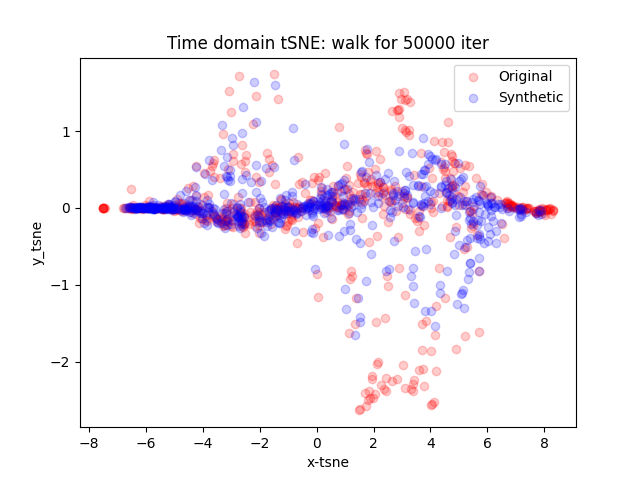 Time domain tSNE: walk for 50000 iter
Original
Synthetic
y_tsne
1
0
−1
−2
−8
−6
−4
−2
0
2
4
6
8
x-tsne